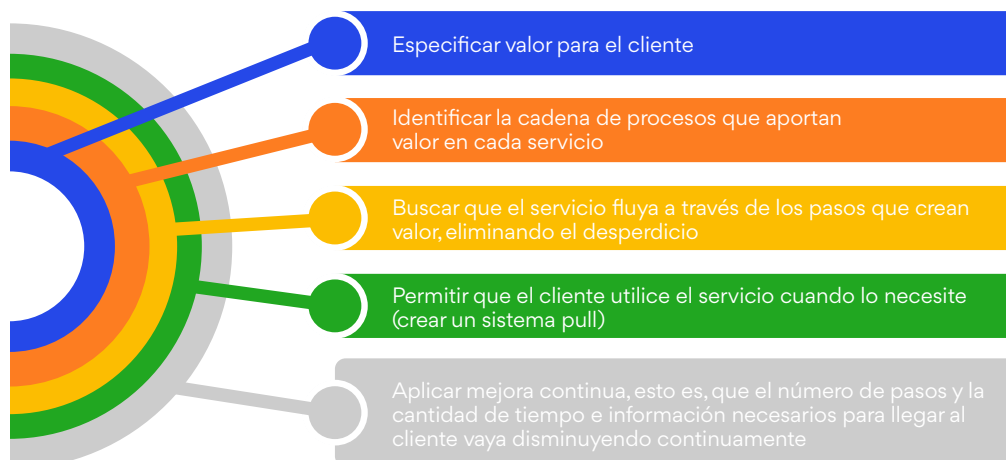 Especificar valor para el cliente
Identificar la cadena de procesos que aportan
valor en cada servicio
Buscar que el servicio fluya a través de los pasos que crean
valor, eliminando el desperdicio
Permitir que el cliente utilice el servicio cuando lo necesite
(crear un sistema pull)
Aplicar mejora continua, esto es, que el número de pasos y la
cantidad de tiempo e información necesarios para llegar al
cliente vaya disminuyendo continuamente